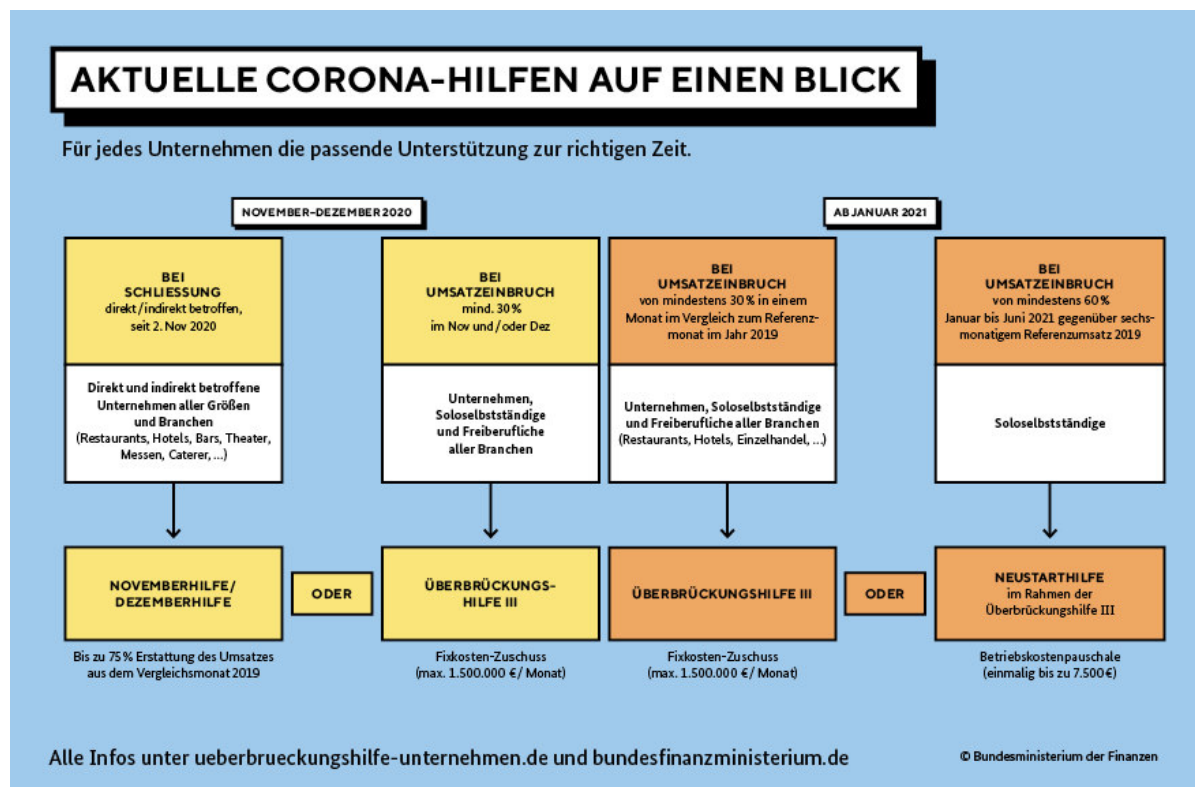 AKTUELLE CORONA-HILFEN AUF EINEN BLICK
Für jedes Unternehmen die passende Unterstützung zur richtigen Zeit.
NOVEMBER–DEZEMBER 2020
BEI
SCHLIESSUNG
direkt/indirekt betroffen,
seit 2. Nov 2020
Direkt und indirekt betroffene
Unternehmen aller Größen
und Branchen
(Restaurants, Hotels, Bars, Theater,
Messen, Caterer, ...)
NOVEMBERHILFE/
DEZEMBERHILFE
Bis zu 75% Erstattung des Umsatzes
aus dem Vergleichsmonat 2019
ODER
BEI
UMSATZEINBRUCH
mind. 30%
im Nov und/oder Dez
Unternehmen,
Soloselbstständige
und Freiberufliche
aller Branchen
ÜBERBRÜCKUNGS-
HILFE III
Fixkosten-Zuschuss
(max. 1.500.000 €/Monat)
AB JANUAR 2021
BEI
UMSATZEINBRUCH
von mindestens 30% in einem
Monat im Vergleich zum Referenz-
monat im Jahr 2019
Unternehmen, Soloselbstständige
und Freiberufliche aller Branchen
(Restaurants, Hotels, Einzelhandel, ...)
ÜBERBRÜCKUNGSHILFE III
Fixkosten-Zuschuss
(max. 1.500.000 €/Monat)
ODER
BEI
UMSATZEINBRUCH
von mindestens 60%
Januar bis Juni 2021 gegenüber sechs-
monatigem Referenzumsatz 2019
Soloselbstständige
NEUSTARTHILFE
im Rahmen der
Überbrückungshilfe III
Betriebskostenpauschale
(einmalig bis zu 7.500€)
Alle Infos unter ueberbrueckungshilfe-unternehmen.de und bundesfinanzministerium.de
© Bundesministerium der Finanzen